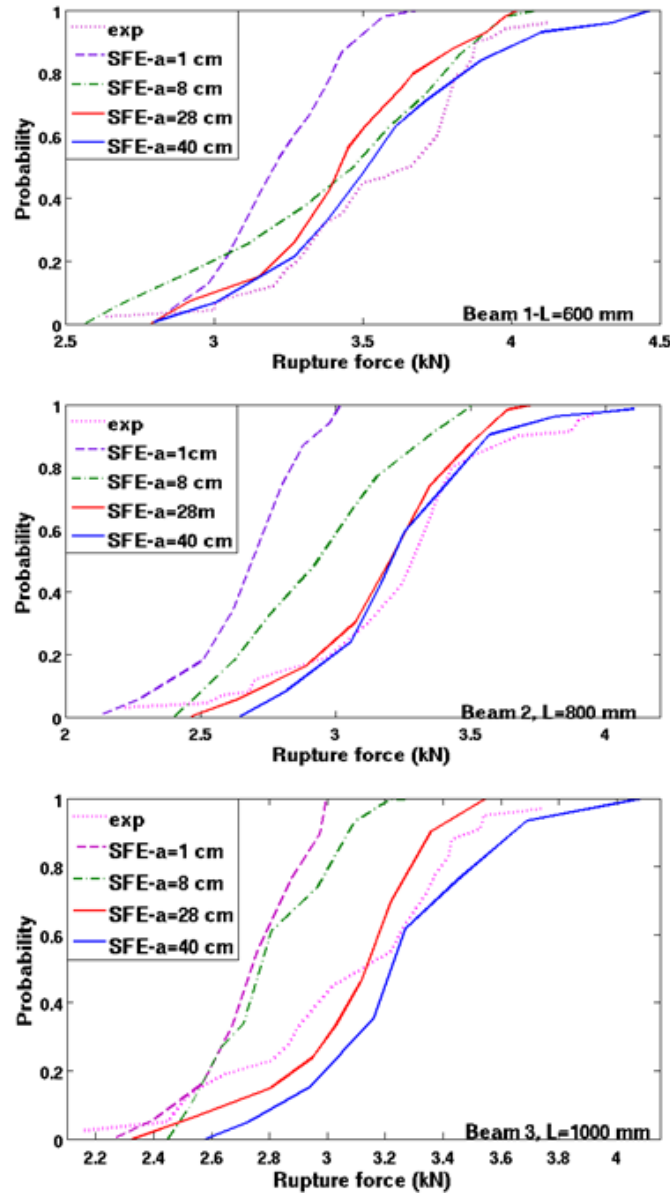 exp
SFE-a=1 cm
SFE-a=8 cm
SFE-a=28 cm
SFE-a=40 cm
Probability
1
0.8
0.6
0.4
0.2
0
2.5 3 3.5 4 4.5
Beam 1-L=600 mm
Rupture force (kN)
exp
SFE-a=1cm
SFE-a=8 cm
SFE-a=28m
SFE-a=40 cm
Probability
1
0.8
0.6
0.4
0.2
0
2 2.5 3 3.5 4
Beam 2, L=800 mm
Rupture force (kN)
exp
SFE-a=1 cm
SFE-a=8 cm
SFE-a=28 cm
SFE-a=40 cm
Probability
1
0.8
0.6
0.4
0.2
0
2.2 2.4 2.6 2.8 3 3.2 3.4 3.6 3.8 4
Beam 3, L=1000 mm
Rupture force (kN)